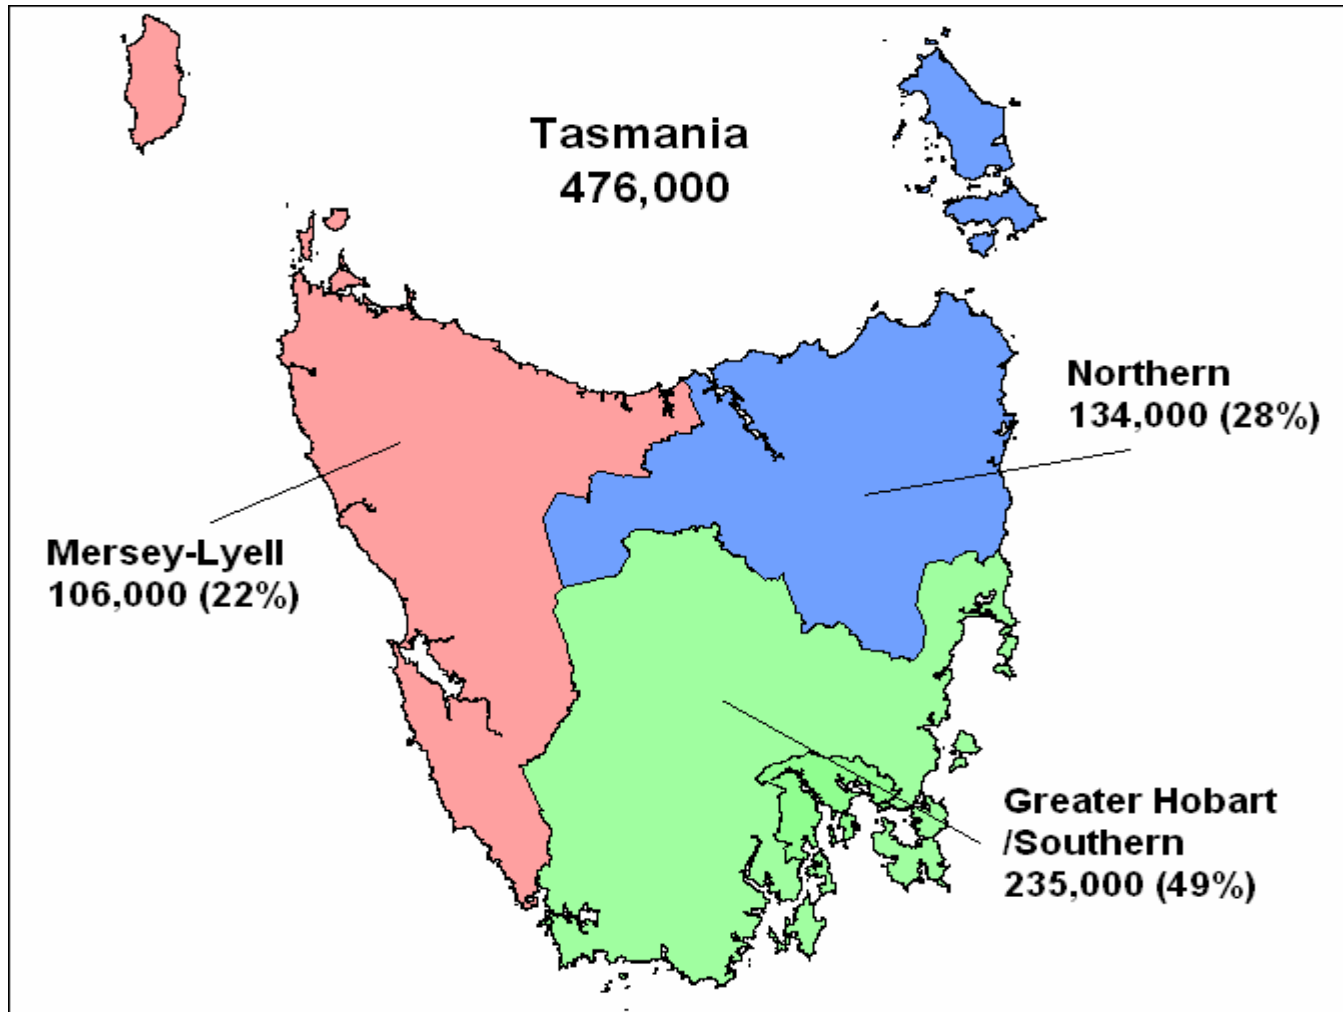 Tasmania
476,000
Northern
134,000 (28%)
Mersey-Lyell
106,000 (22%)
Greater Hobart
/Southern
235,000 (49%)